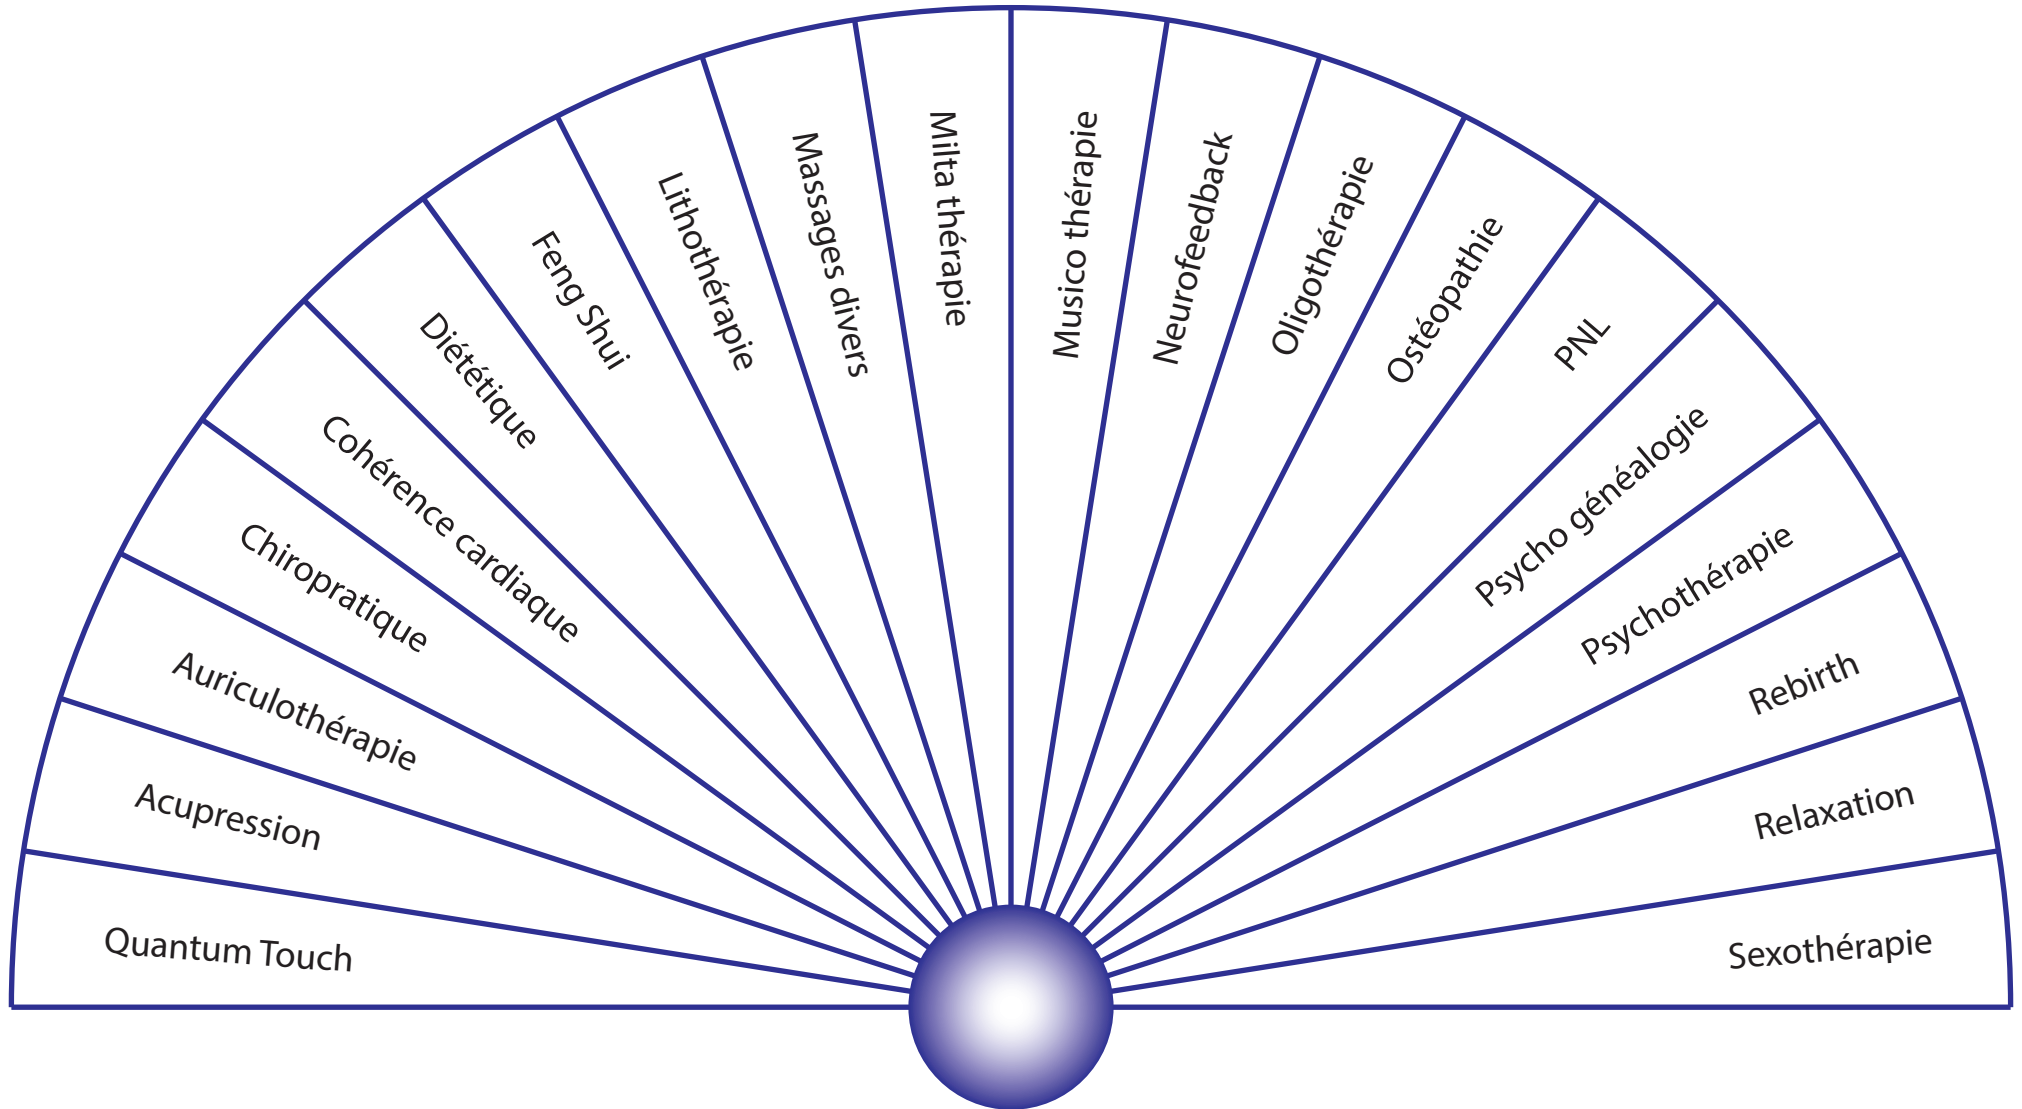 Quantum Touch
Acupression
Auriculothérapie
Chiropratique
Cohérence cardiaque
Diététique
Feng Shui
Lithothérapie
Massages divers
Milta thérapie
Musico thérapie
Neurofeedback
Oligothérapie
Ostéopathie
PNL
Psycho généalogie
Psychothérapie
Rebirth
Relaxation
Sexothérapie